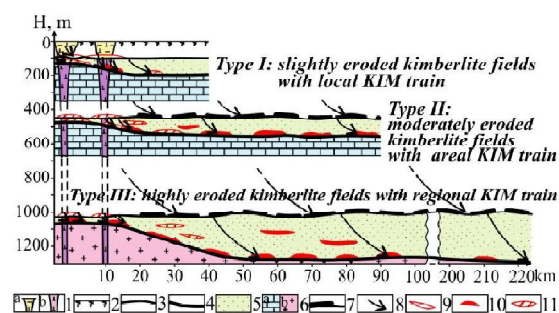 H, m
0
200
400
600
1000
1200
Type I: slightly eroded kimberlite fields
with local KIM train
Type II:
moderately eroded
kimberlite fields
with areal KIM train
Type III: highly eroded kimberlite fields with regional KIM train
10 20 30 40 50 60 70 80 90 100 200 210 220km
a b 1 2 3 4 5 a b 6 7 8 9 10 11